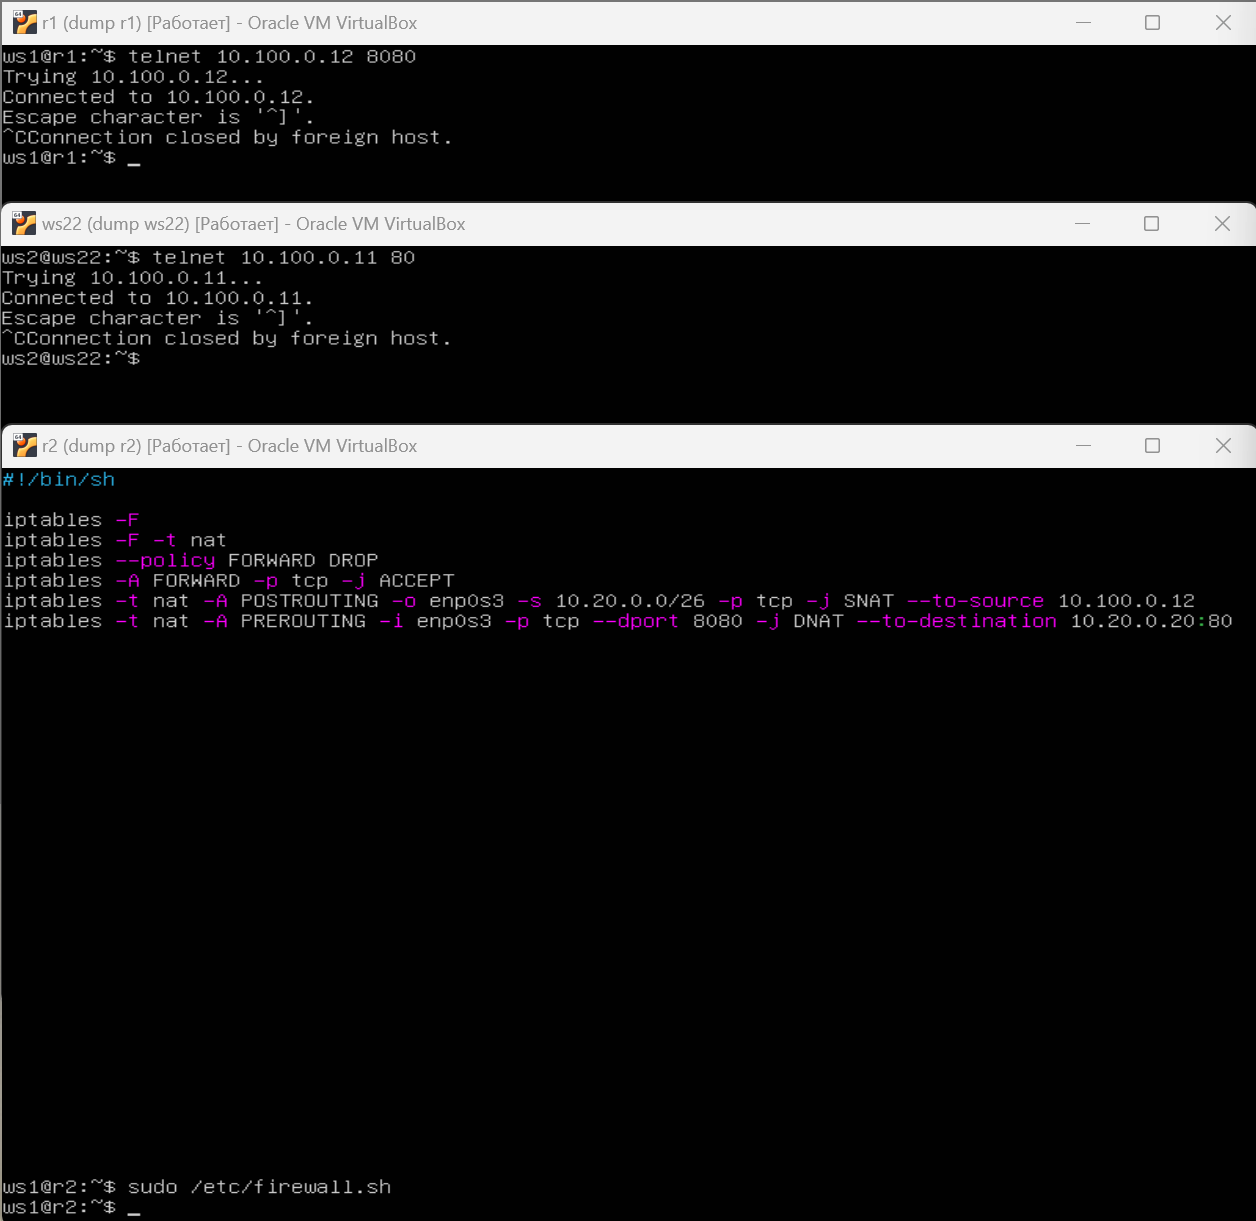 r1 (dump r1) [Работает] - Oracle VM VirtualBox
ws1@r1:~$ telnet 10.100.0.12 8080
Trying 10.100.0.12...
Connected to 10.100.0.12.
Escape character is '^]'.
^CConnection closed by foreign host.
ws1@r1:~$ _
ws22 (dump ws22) [Работает] - Oracle VM VirtualBox
ws2@ws22:~$ telnet 10.100.0.11 80
Trying 10.100.0.11...
Connected to 10.100.0.11.
Escape character is '^]'.
^CConnection closed by foreign host.
ws2@ws22:~$
r2 (dump r2) [Работает] - Oracle VM VirtualBox
#!/bin/sh
iptables -F
iptables -F -t nat
iptables --policy FORWARD DROP
iptables -A FORWARD -p tcp -j ACCEPT
iptables -t nat -A POSTROUTING -o enp0s3 -s 10.20.0.0/26 -p tcp -j SNAT --to-source 10.100.0.12
iptables -t nat -A PREROUTING -i enp0s3 -p tcp --dport 8080 -j DNAT --to-destination 10.20.0.20:80
ws1@r2:~$ sudo /etc/firewall.sh
ws1@r2:~$ _